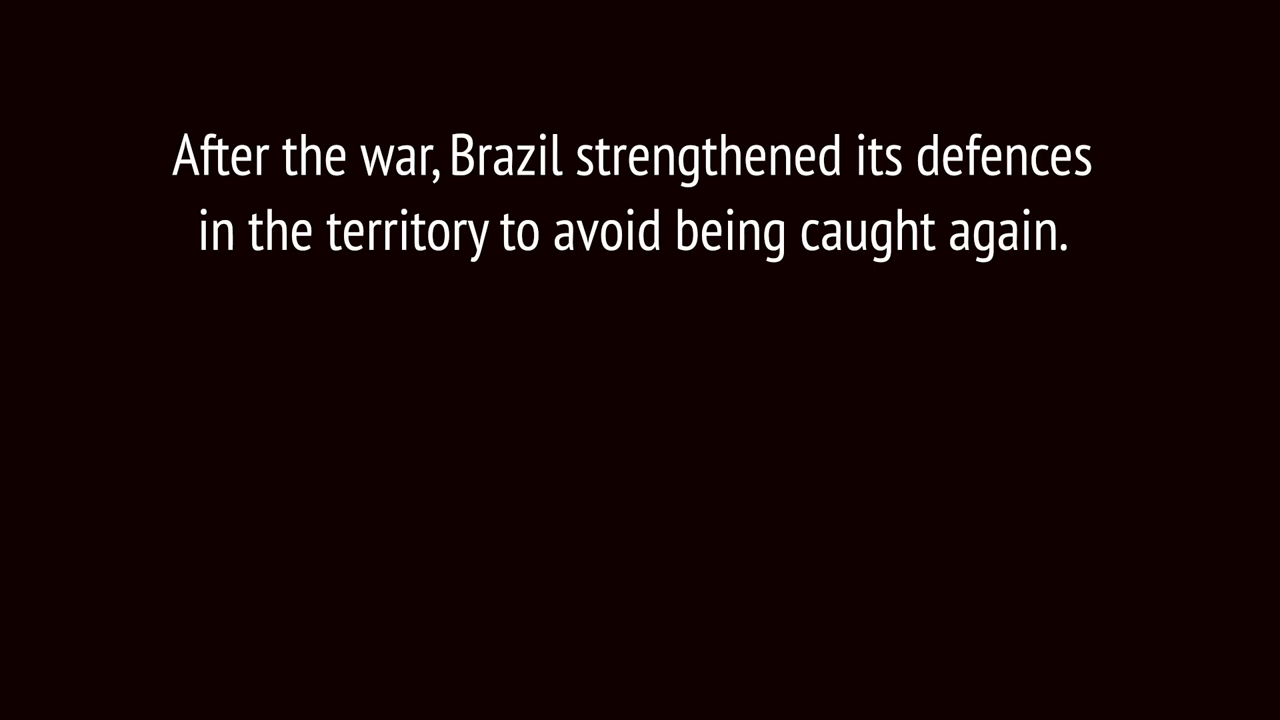 After the war, Brazil strengthened its defences
in the territory to avoid being caught again.